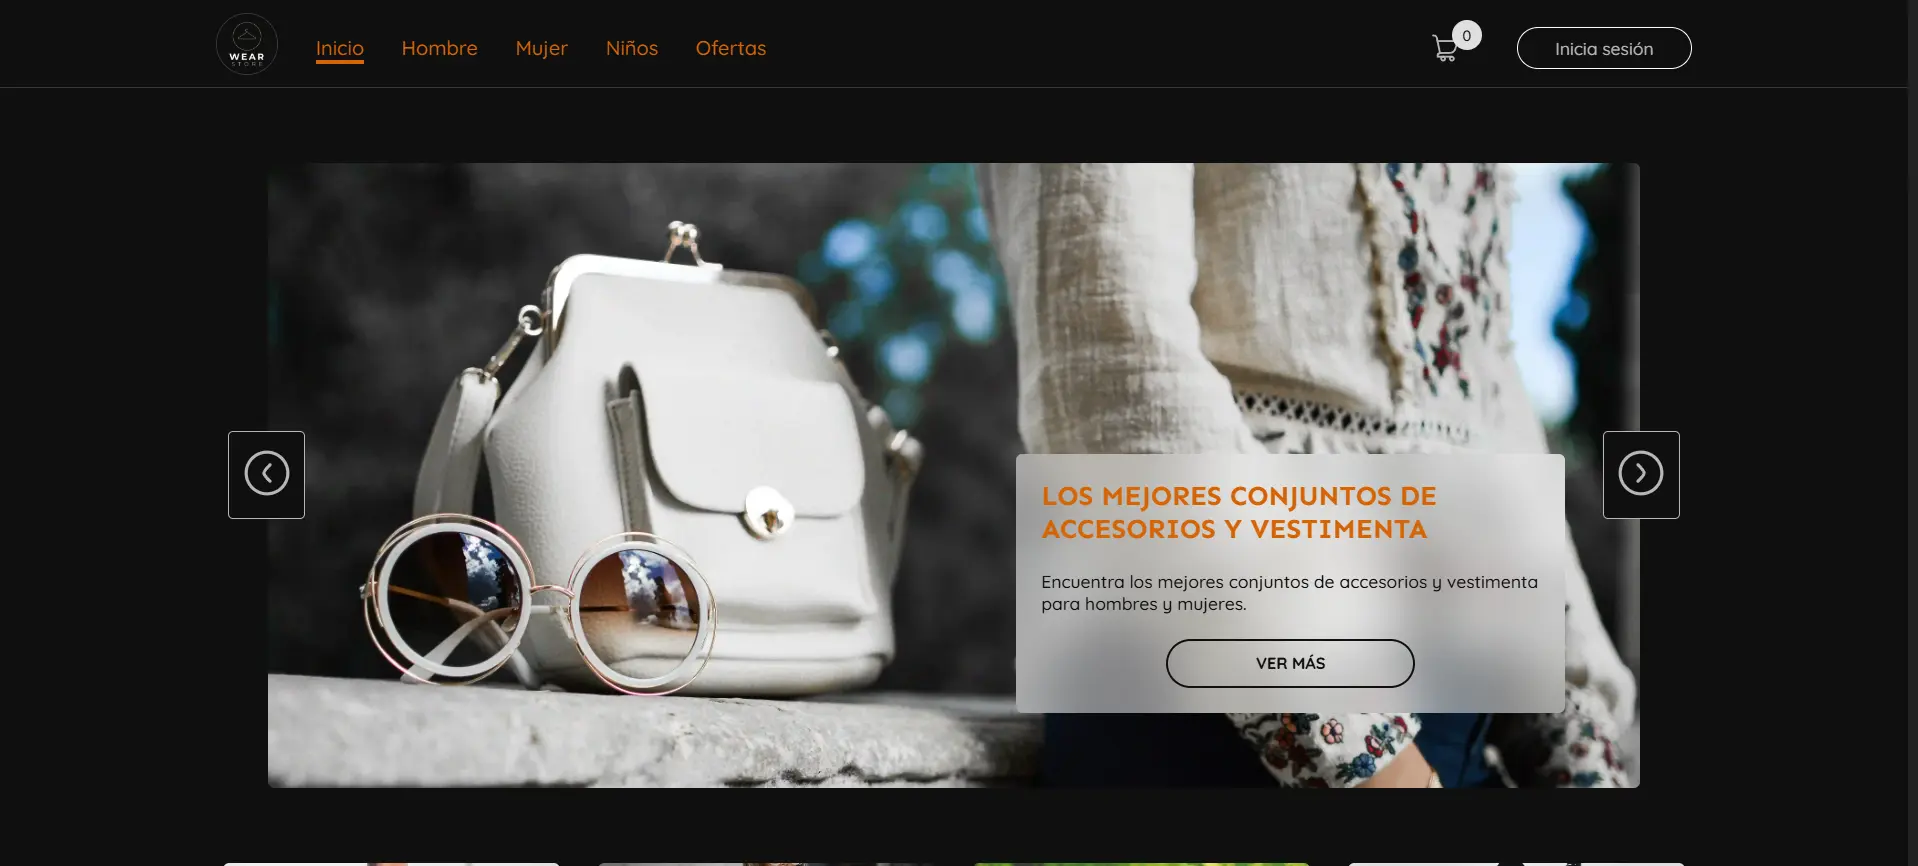 WEAR
STORE
Inicio
Hombre
Mujer
Niños
Ofertas
0
Inicia sesión
LOS MEJORES CONJUNTOS DE
ACCESORIOS Y VESTIMENTA
Encuentra los mejores conjuntos de accesorios y vestimenta
para hombres y mujeres.
VER MÁS